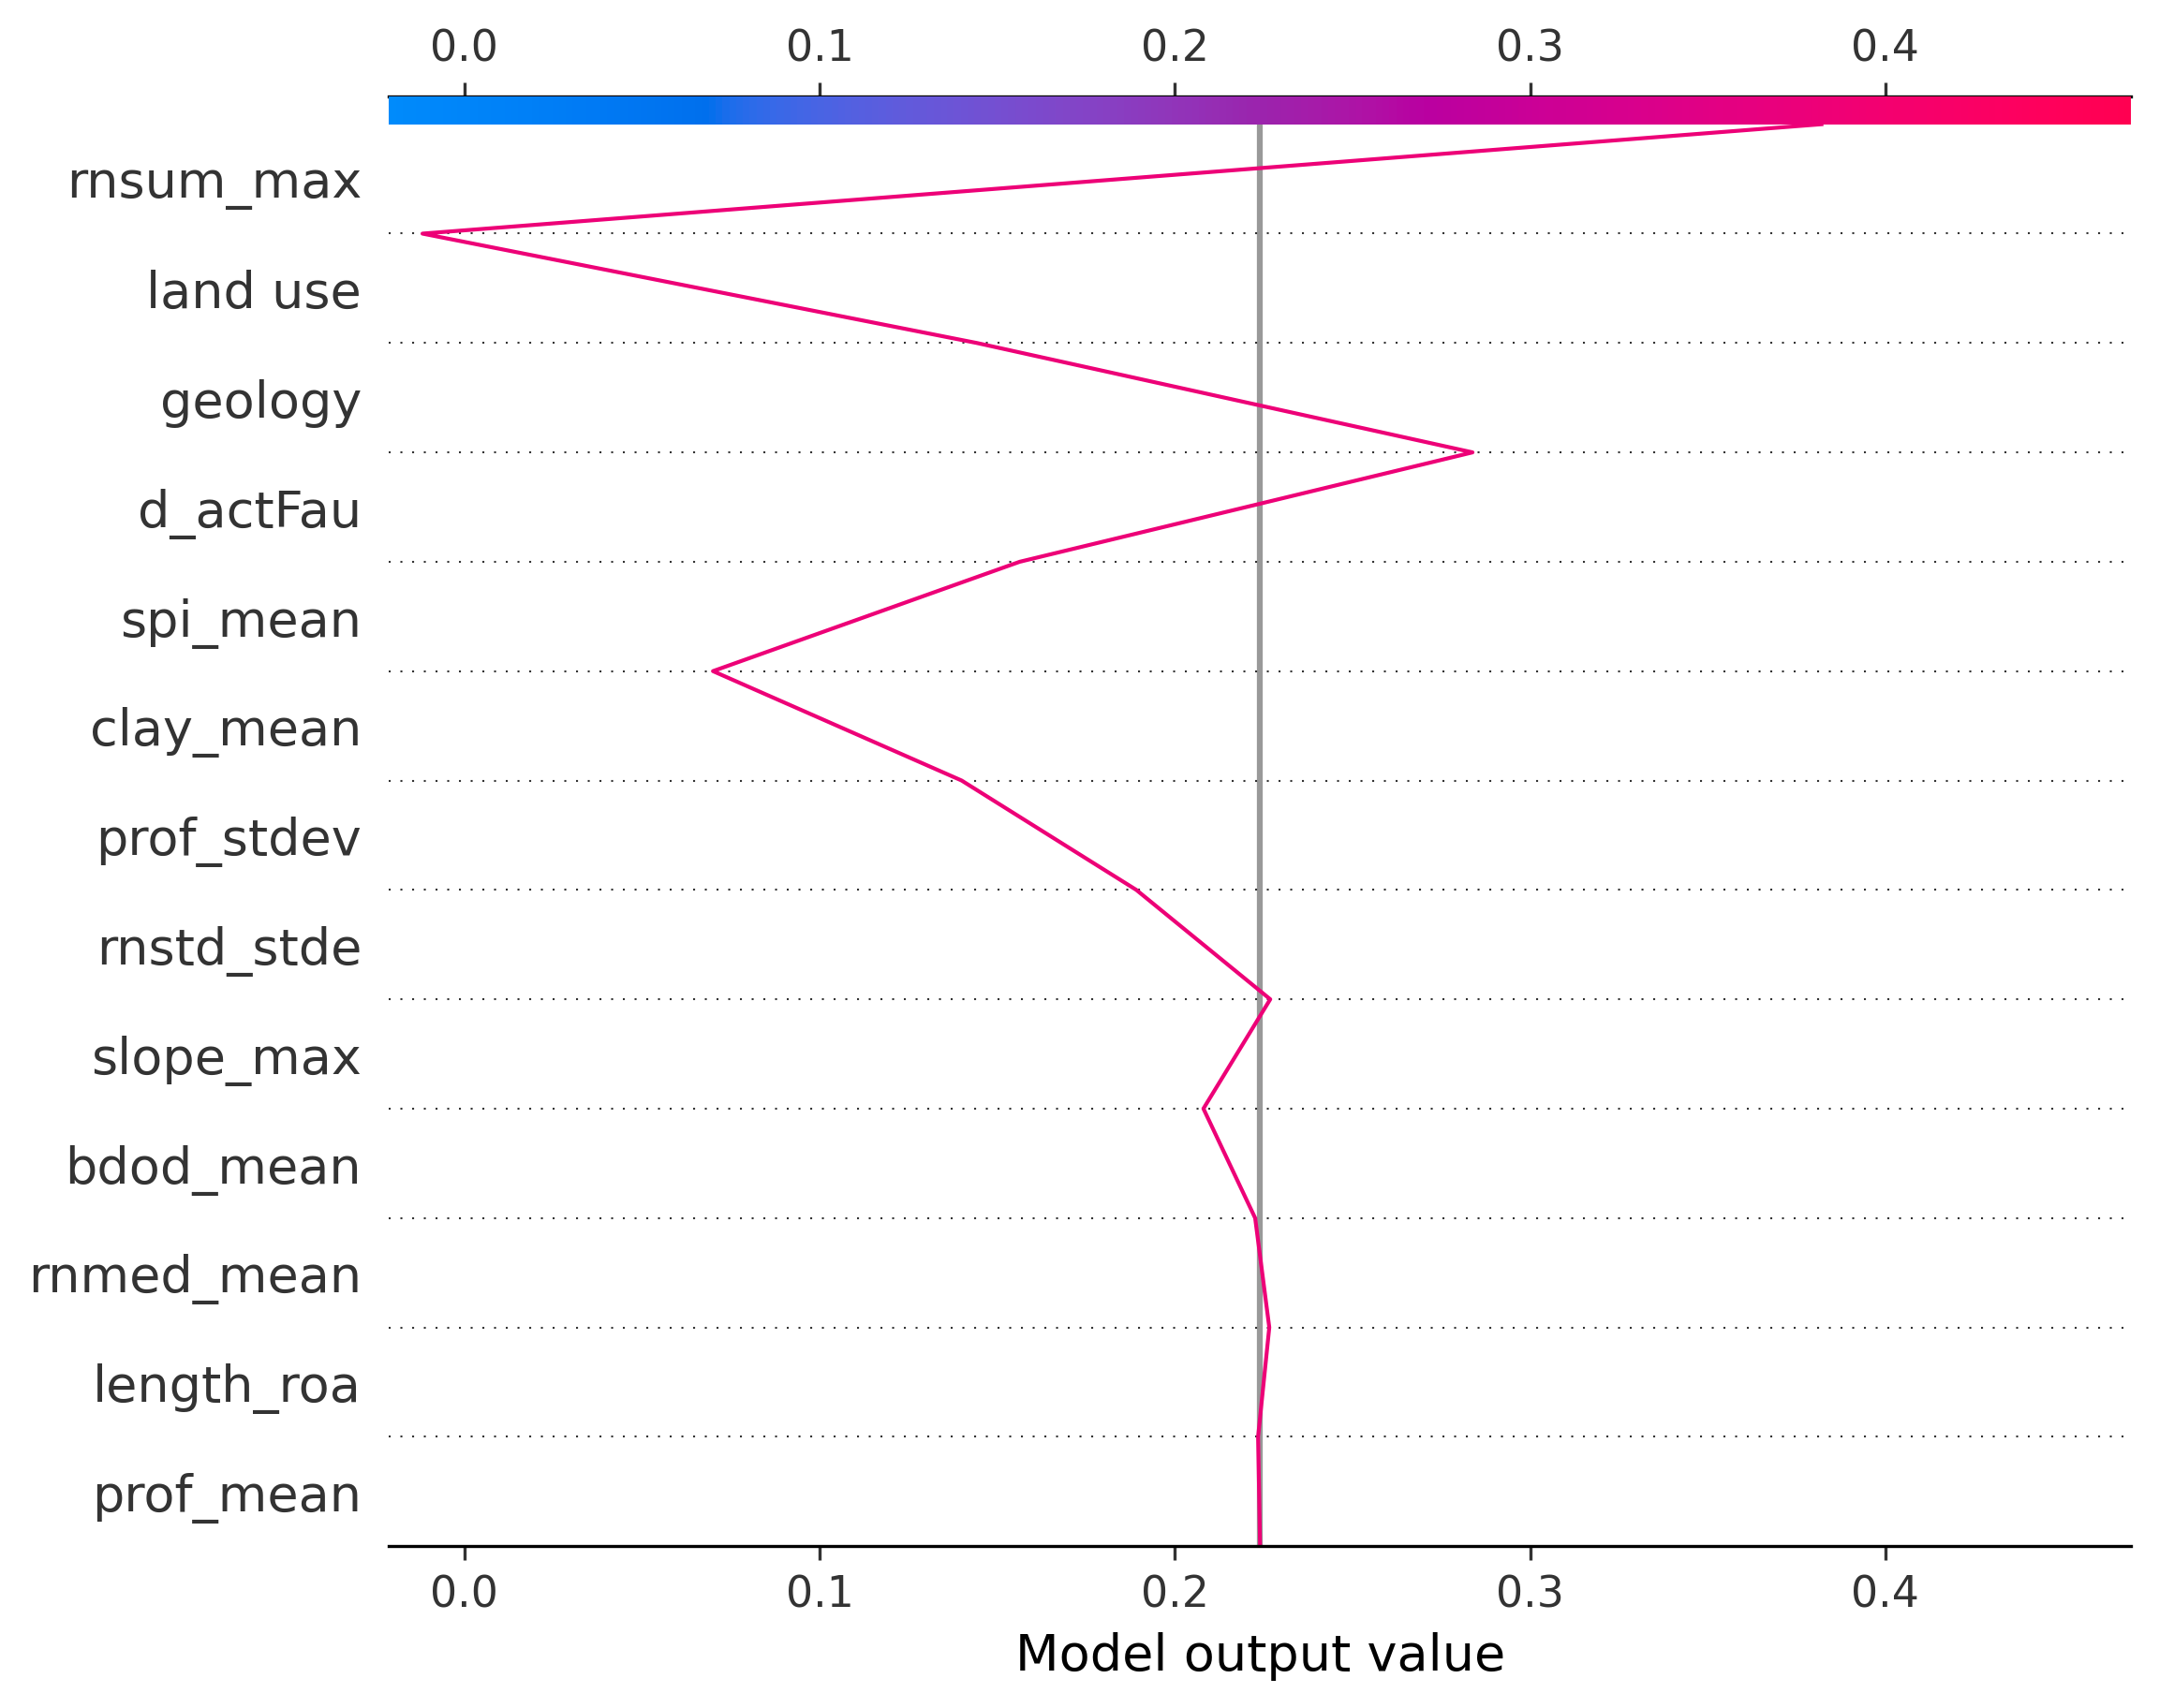 0.0 0.1 0.2 0.3 0.4
rnsum_max
land use
geology
d_actFau
spi_mean
clay_mean
prof_stdev
rnstd_stde
slope_max
bdod_mean
rnmed_mean
length_roa
prof_mean
0.0 0.1 0.2 0.3 0.4
Model output value